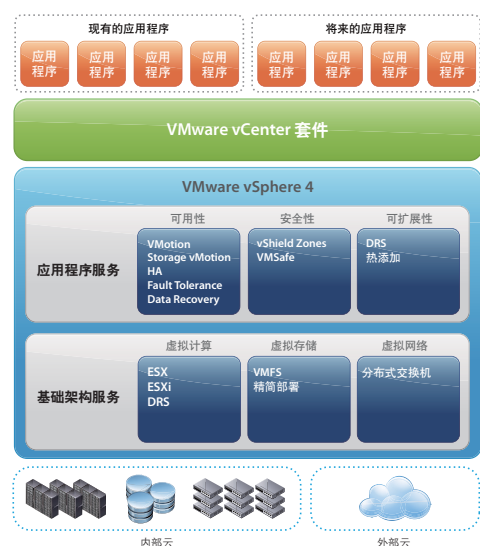 现有的应用程序
将来的应用程序
应用
程序
应用
程序
应用
程序
应用
程序
应用
程序
应用
程序
应用
程序
应用
程序
VMware vCenter 套件
VMware vSphere 4
应用程序服务
可用性
VMotion
Storage vMotion
HA
Fault Tolerance
Data Recovery
安全性
vShield Zones
VMSafe
可扩展性
DRS
热添加
基础架构服务
虚拟计算
ESX
ESXi
DRS
虚拟存储
VMFS
精简部署
虚拟网络
分布式交换机
内部云
外部云